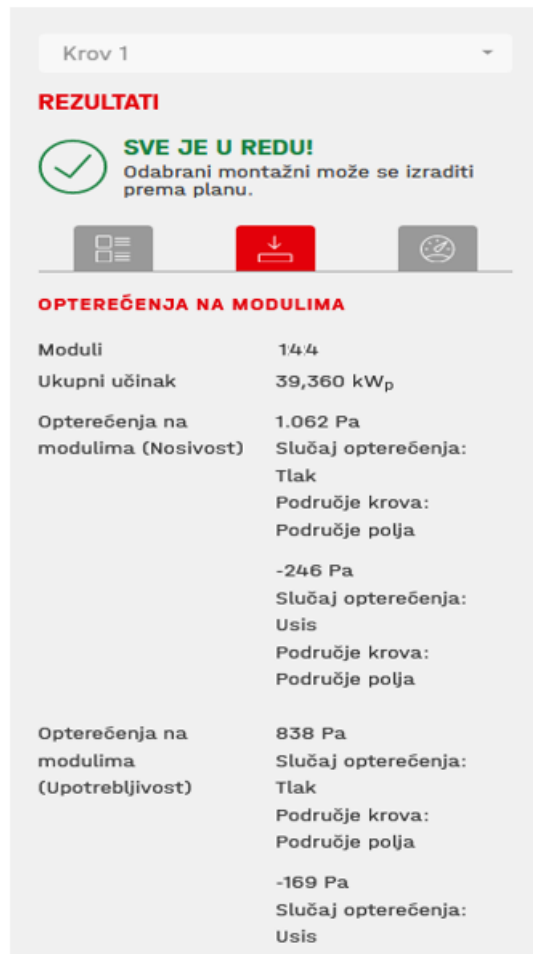 Krov 1
REZULTATI
SVE JE U REDU!
Odabrani montažni može se izraditi
prema planu.
OPTEREĆENJA NA MODULIMA
Moduli 144
Ukupni učinak 39,360 kWp
Opterećenja na 1.062 Pa
modulima (Nosivost) Slučaj opterećenja:
Tlak
Područje krova:
Područje polja
-246 Pa
Slučaj opterećenja:
Usis
Područje krova:
Područje polja
Opterećenja na 838 Pa
modulima Slučaj opterećenja:
(Upotrebljivost) Tlak
Područje krova:
Područje polja
-169 Pa
Slučaj opterećenja:
Usis